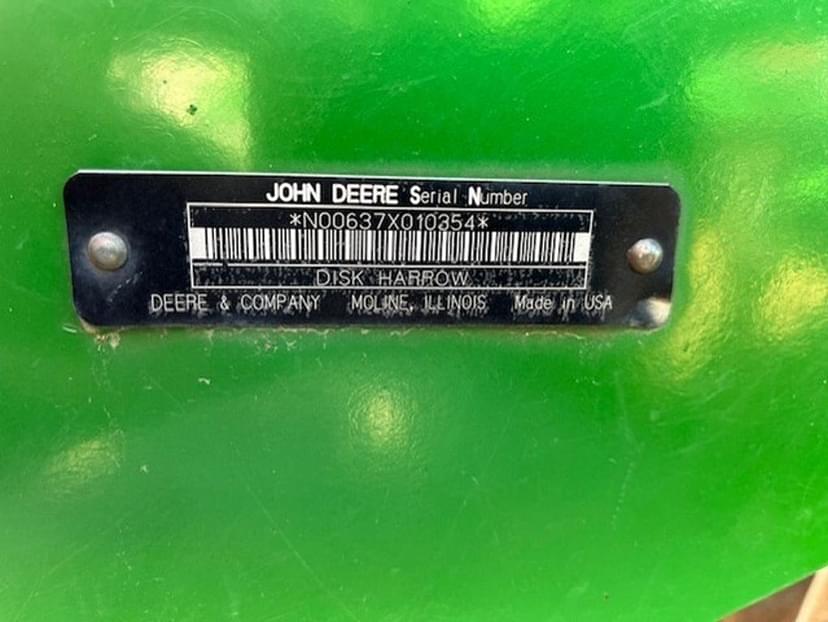 JOHN DEERE Serial Number
*N00637X010354*
DISK HARROW
DEERE & COMPANY MOLINE, ILLINOIS Made in USA